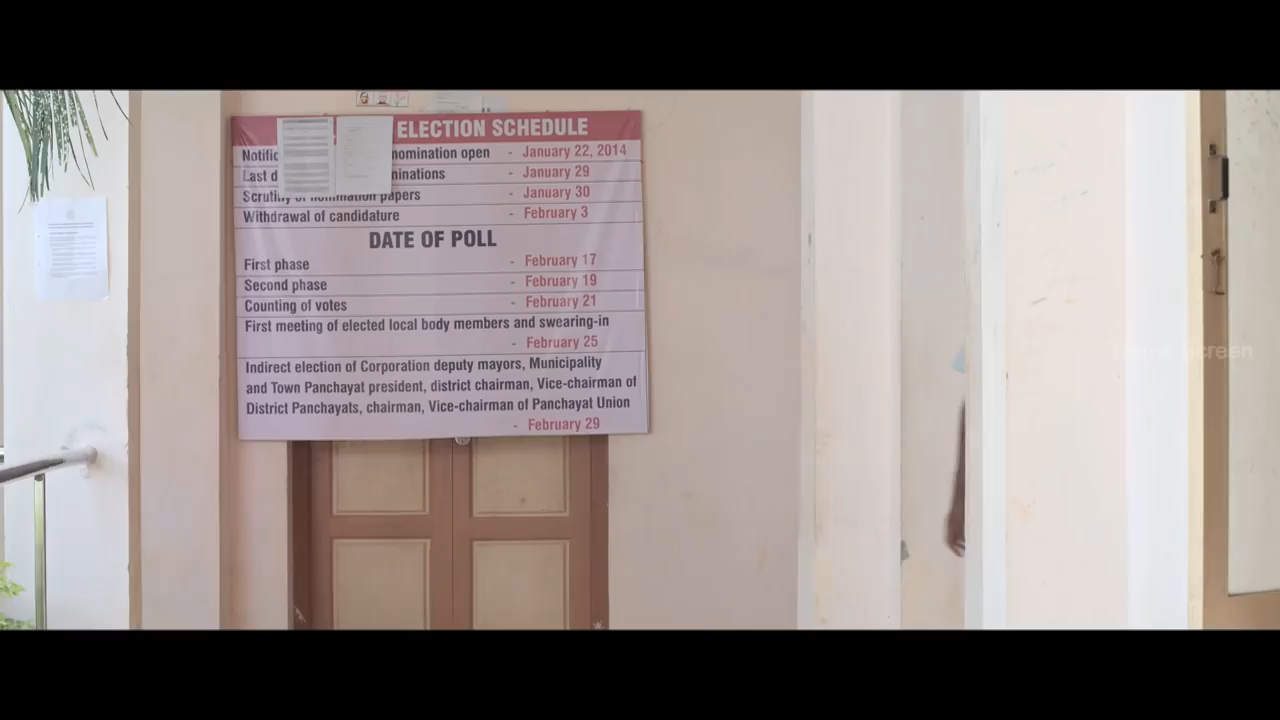 ELECTION SCHEDULE
nomination open - January 22, 2014
Last - January 29
Scrutiny of nomination papers - January 30
Withdrawal of candidature - February 3
DATE OF POLL
First phase - February 17
Second phase - February 19
Counting of votes - February 21
First meeting of elected local body members and swearing-in
- February 25
Indirect election of Corporation deputy mayors, Municipality
and Town Panchayat president, district chairman, Vice-chairman of
District Panchayats, chairman, Vice-chairman of Panchayat Union
- February 29
Screen